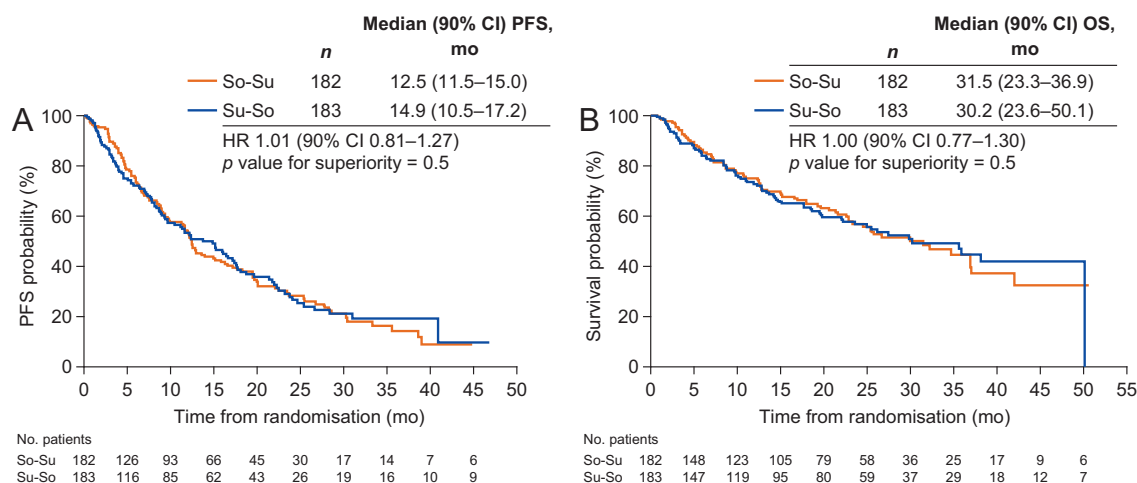 Median (90% CI) PFS,
n mo
So-Su 182 12.5 (11.5–15.0)
Su-So 183 14.9 (10.5–17.2)
HR 1.01 (90% CI 0.81–1.27)
p value for superiority = 0.5
A
PFS probability (%)
100
80
60
40
20
0
0 5 10 15 20 25 30 35 40 45 50
Time from randomisation (mo)
No. patients
So-Su 182 126 93 66 45 30 17 14 7 6
Su-So 183 116 85 62 43 26 19 16 10 9
Median (90% CI) OS,
n mo
So-Su 182 31.5 (23.3–36.9)
Su-So 183 30.2 (23.6–50.1)
HR 1.00 (90% CI 0.77–1.30)
p value for superiority = 0.5
B
Survival probability (%)
100
80
60
40
20
0
0 5 10 15 20 25 30 35 40 45 50 55
Time from randomisation (mo)
No. patients
So-Su 182 148 123 105 79 58 36 25 17 9 6
Su-So 183 147 119 95 80 59 37 29 18 12 7